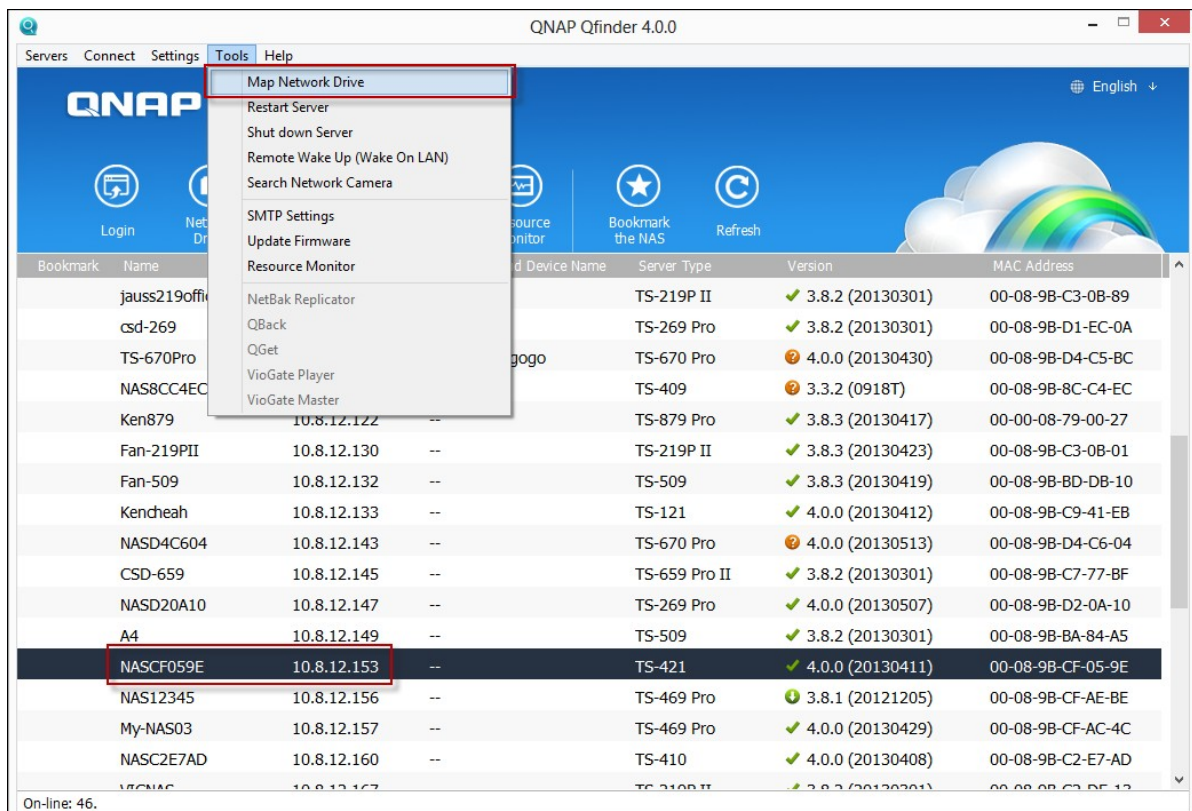 QNAP Qfinder 4.0.0
Servers Connect Settings Tools Help
QNAP
English
Map Network Drive
Restart Server
Shut down Server
Remote Wake Up (Wake On LAN)
Search Network Camera
SMTP Settings
Update Firmware
Resource Monitor
NetBak Replicator
QBack
QGet
VioGate Player
VioGate Master
Login
Bookmark
the NAS
Refresh
Bookmark Name Device Name Server Type Version MAC Address
TS-219P II 3.8.2 (20130301) 00-08-9B-C3-0B-89
csd-269 TS-269 Pro 3.8.2 (20130301) 00-08-9B-D1-EC-0A
TS-670Pro gogo TS-670 Pro 4.0.0 (20130430) 00-08-9B-D4-C5-BC
NAS8CC4EC TS-409 3.3.2 (0918T) 00-08-9B-8C-C4-EC
Ken879 10.8.12.122 -- TS-879 Pro 3.8.3 (20130417) 00-00-08-79-00-27
Fan-219PII 10.8.12.130 -- TS-219P II 3.8.3 (20130423) 00-08-9B-C3-0B-01
Fan-509 10.8.12.132 -- TS-509 3.8.3 (20130419) 00-08-9B-BD-DB-10
Kencheah 10.8.12.133 -- TS-121 4.0.0 (20130412) 00-08-9B-C9-41-EB
NASD4C604 10.8.12.143 -- TS-670 Pro 4.0.0 (20130513) 00-08-9B-D4-C6-04
CSD-659 10.8.12.145 -- TS-659 Pro II 3.8.2 (20130301) 00-08-9B-C7-77-BF
NASD20A10 10.8.12.147 -- TS-269 Pro 4.0.0 (20130507) 00-08-9B-D2-0A-10
A4 10.8.12.149 -- TS-509 3.8.2 (20130301) 00-08-9B-BA-84-A5
NASCF059E 10.8.12.153 -- TS-421 4.0.0 (20130411) 00-08-9B-CF-05-9E
NAS12345 10.8.12.156 -- TS-469 Pro 3.8.1 (20121205) 00-08-9B-CF-AE-BE
My-NAS03 10.8.12.157 -- TS-469 Pro 4.0.0 (20130429) 00-08-9B-CF-AC-4C
NASC2E7AD 10.8.12.160 -- TS-410 4.0.0 (20130408) 00-08-9B-C2-E7-AD
On-line: 46.